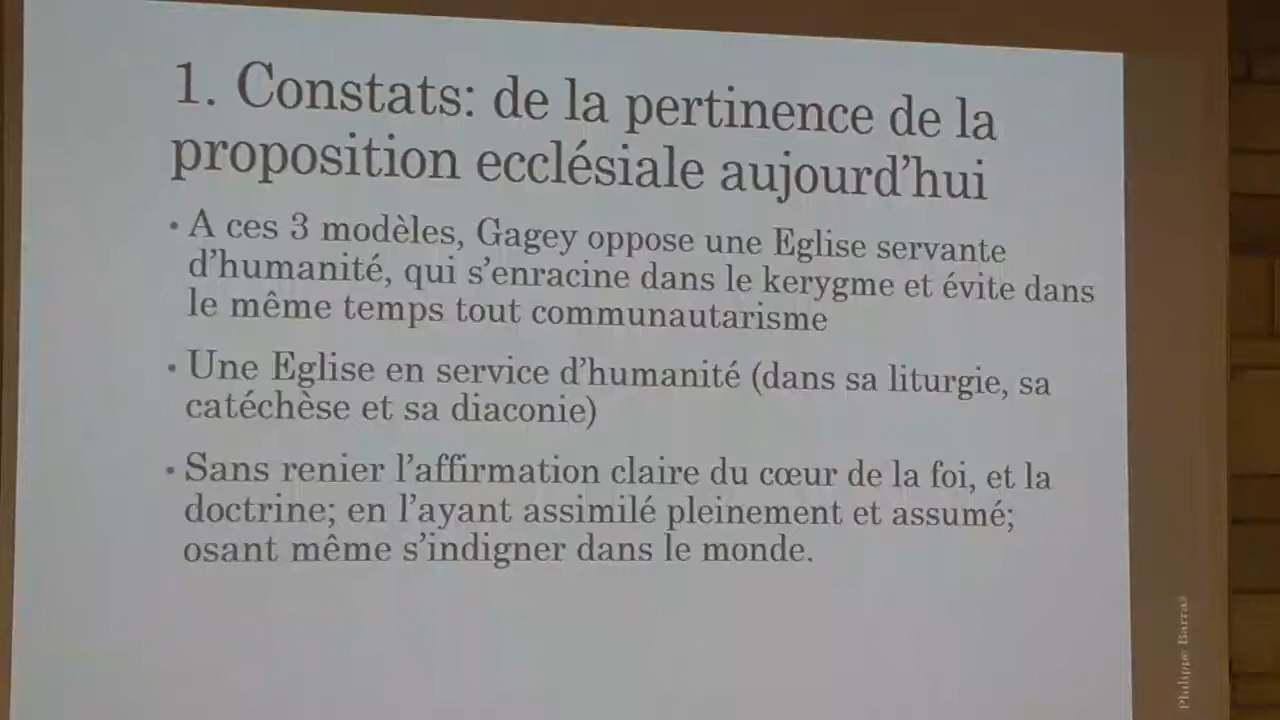 1. Constats: de la pertinence de la
proposition ecclésiale aujourd'hui
• A ces 3 modèles, Gagey oppose une Eglise servante
d'humanité, qui s'enracine dans le kerygme et évite dans
le même temps tout communautarisme
• Une Eglise en service d'humanité (dans sa liturgie, sa
catéchèse et sa diaconie)
• Sans renier l'affirmation claire du cœur de la foi, et la
doctrine; en l'ayant assimilé pleinement et assumé;
osant même s'indigner dans le monde.
Philippe Barras